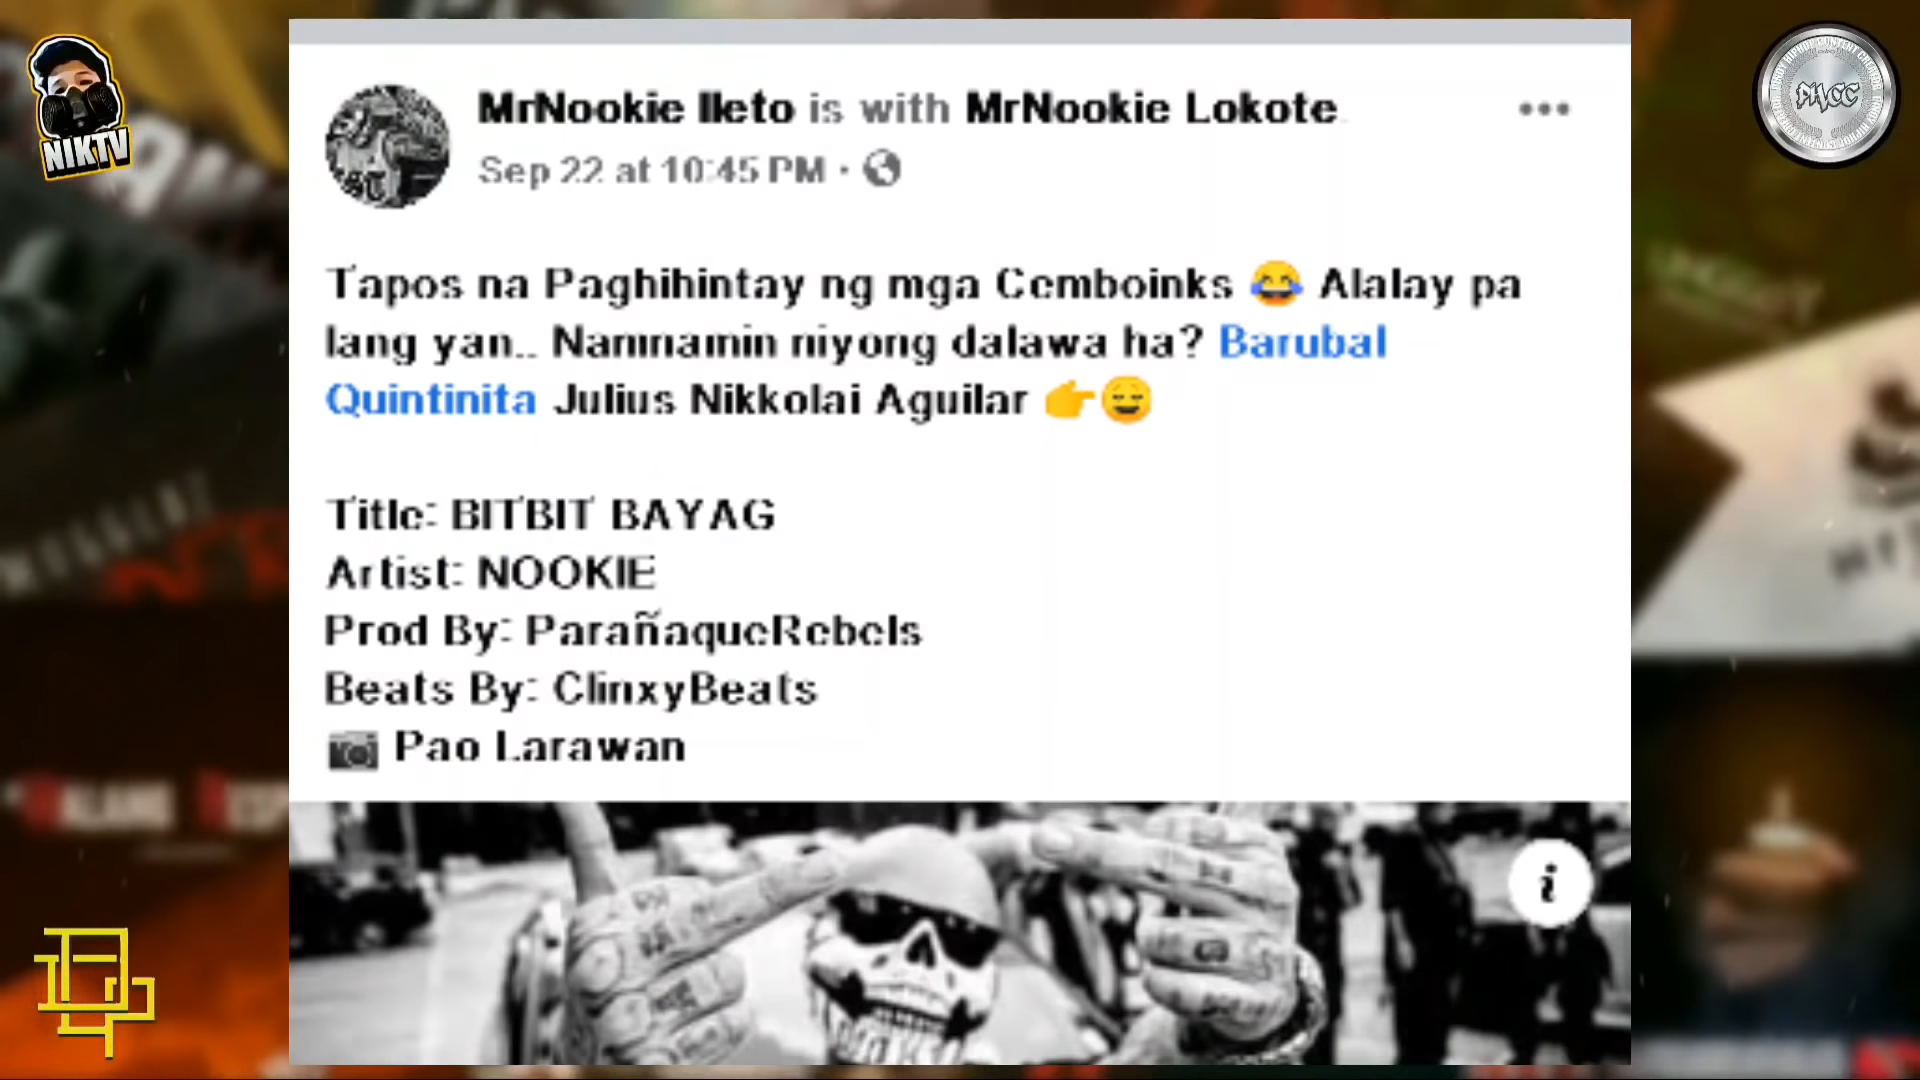 MrNookie Ileto is with MrNookie Lokote
Sep 22 at 10:45 PM
Tapos na Paghihintay ng mga Cemboinks 😂 Alalay pa
lang yan.. Namnamin niyong dalawa ha? Barubal
Quintinita Julius Nikkolai Aguilar 👉😌
Title: BITBIT BAYAG
Artist: NOOKIE
Prod By: ParañaqueRebels
Beats By: ClinxyBeats
📷 Pao Larawan
NIKTV
i